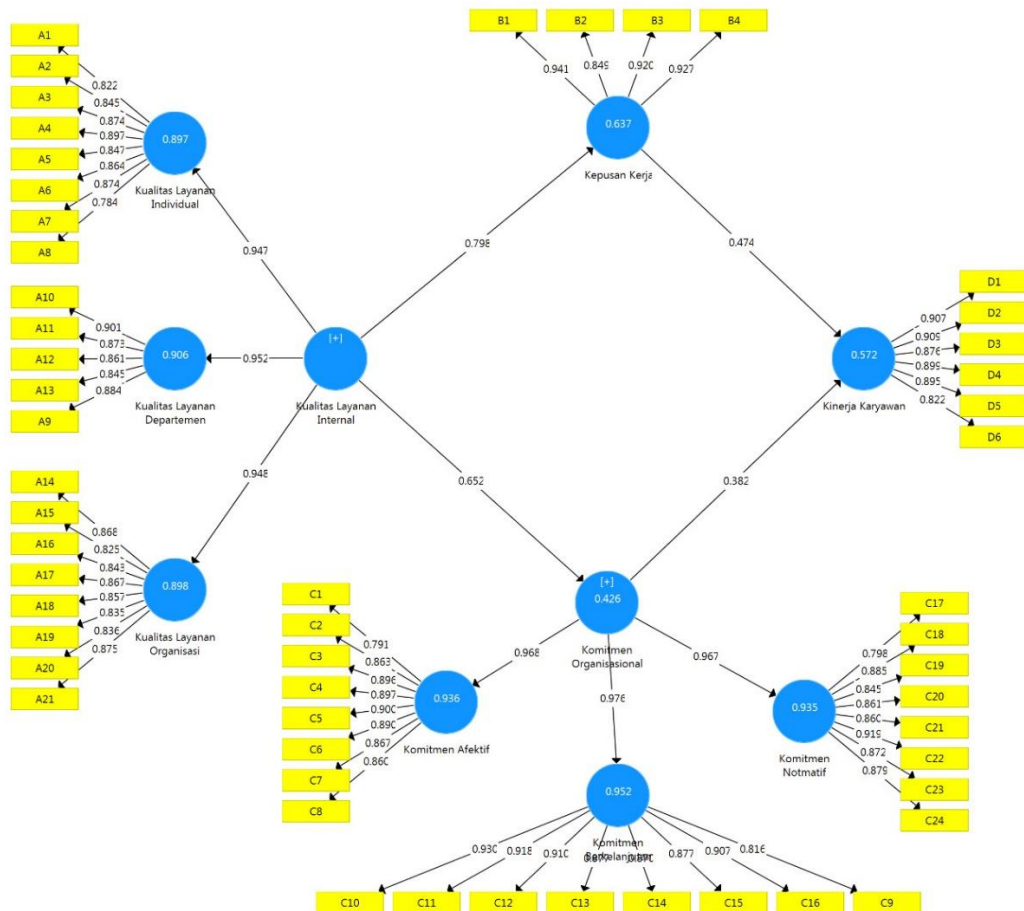 B1
B2
B3
B4
0.941
0.849
0.920
0.927
0.637
Kepusan Kerja
A1
A2
A3
A4
A5
A6
A7
A8
0.822
0.845
0.874
0.897
0.847
0.864
0.874
0.784
0.897
Kualitas Layanan
Individual
0.947
0.798
0.474
A10
A11
A12
A13
A9
0.901
0.873
0.861
0.845
0.884
0.906
Kualitas Layanan
Departemen
0.952
[+]
Kualitas Layanan
Internal
0.572
Kinerja Karyawan
0.907
0.909
0.876
0.899
0.895
0.822
D1
D2
D3
D4
D5
D6
0.948
0.652
0.382
A14
A15
A16
A17
A18
A19
A20
A21
0.868
0.825
0.843
0.867
0.857
0.835
0.836
0.875
0.898
Kualitas Layanan
Organisasi
[+]
0.426
Komitmen
Organisasional
0.968
0.976
0.967
C1
C2
C3
C4
C5
C6
C7
C8
0.791
0.863
0.896
0.897
0.900
0.890
0.867
0.860
0.936
Komitmen Afektif
0.935
Komitmen
Notmatif
0.798
0.885
0.845
0.861
0.860
0.919
0.872
0.879
C17
C18
C19
C20
C21
C22
C23
C24
0.952
Komitmen
Berkelanjutan
0.930
0.918
0.910
0.877
0.870
0.877
0.907
0.816
C10
C11
C12
C13
C14
C15
C16
C9